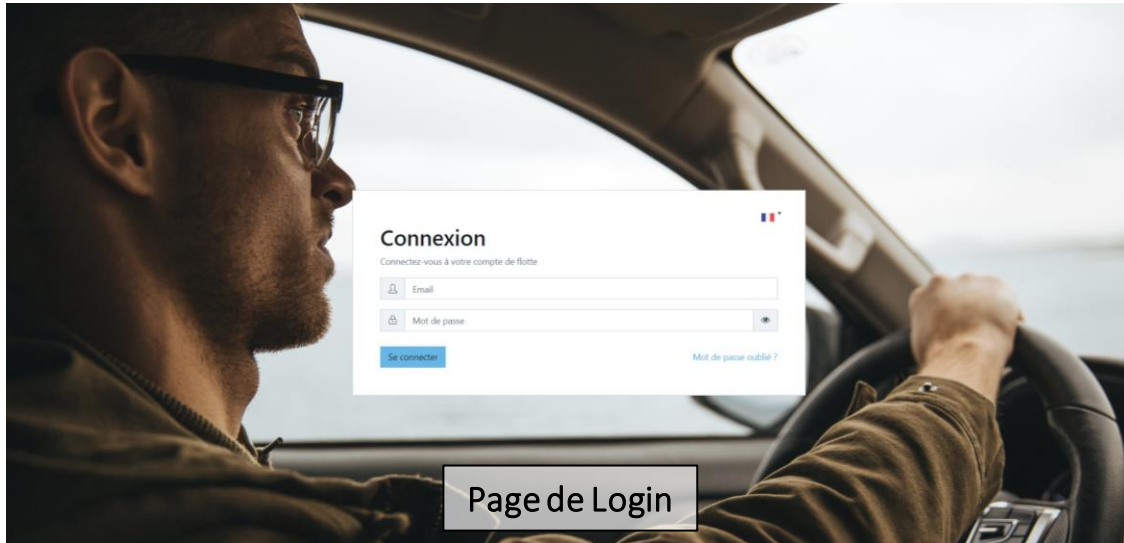 Connexion
Connectez-vous à votre compte de flotte
Email
Mot de passe
Se connecter
Mot de passe oublié ?
Page de Login